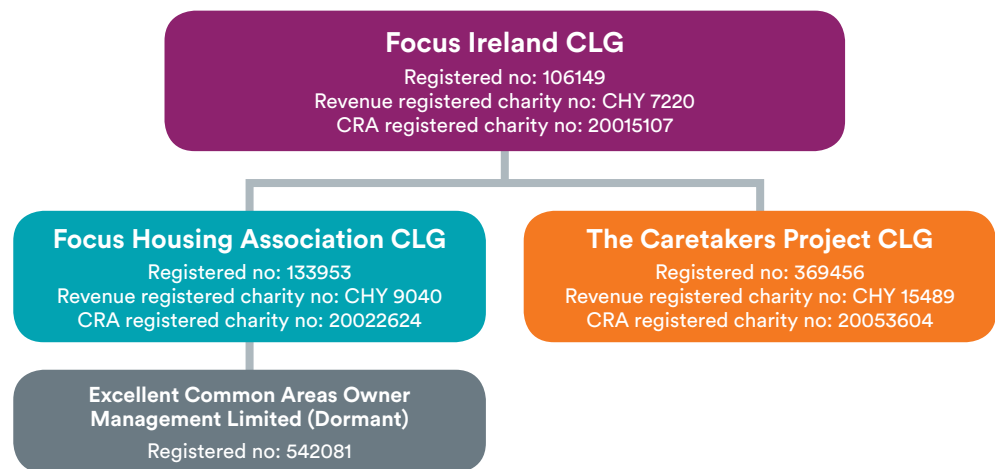 Focus Ireland CLG
Registered no: 106149
Revenue registered charity no: CHY 7220
CRA registered charity no: 20015107
Focus Housing Association CLG
Registered no: 133953
Revenue registered charity no: CHY 9040
CRA registered charity no: 20022624
The Caretakers Project CLG
Registered no: 369456
Revenue registered charity no: CHY 15489
CRA registered charity no: 20053604
Excellent Common Areas Owner
Management Limited (Dormant)
Registered no: 542081